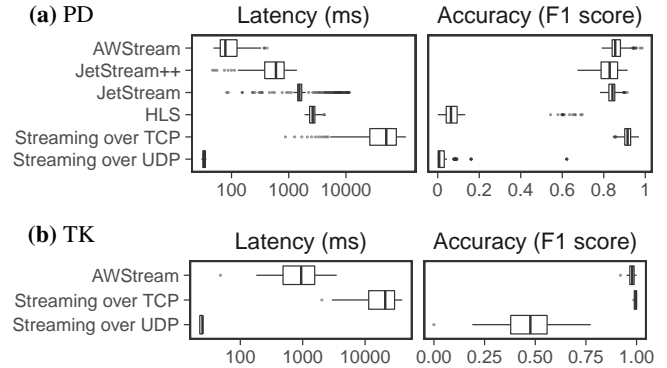 (a) PD
Latency (ms)
Accuracy (F1 score)
AWStream
JetStream++
JetStream
HLS
Streaming over TCP
Streaming over UDP
100 1000 10000
0 0.2 0.4 0.6 0.8 1
(b) TK
Latency (ms)
Accuracy (F1 score)
AWStream
Streaming over TCP
Streaming over UDP
100 1000 10000
0.00 0.25 0.50 0.75 1.00